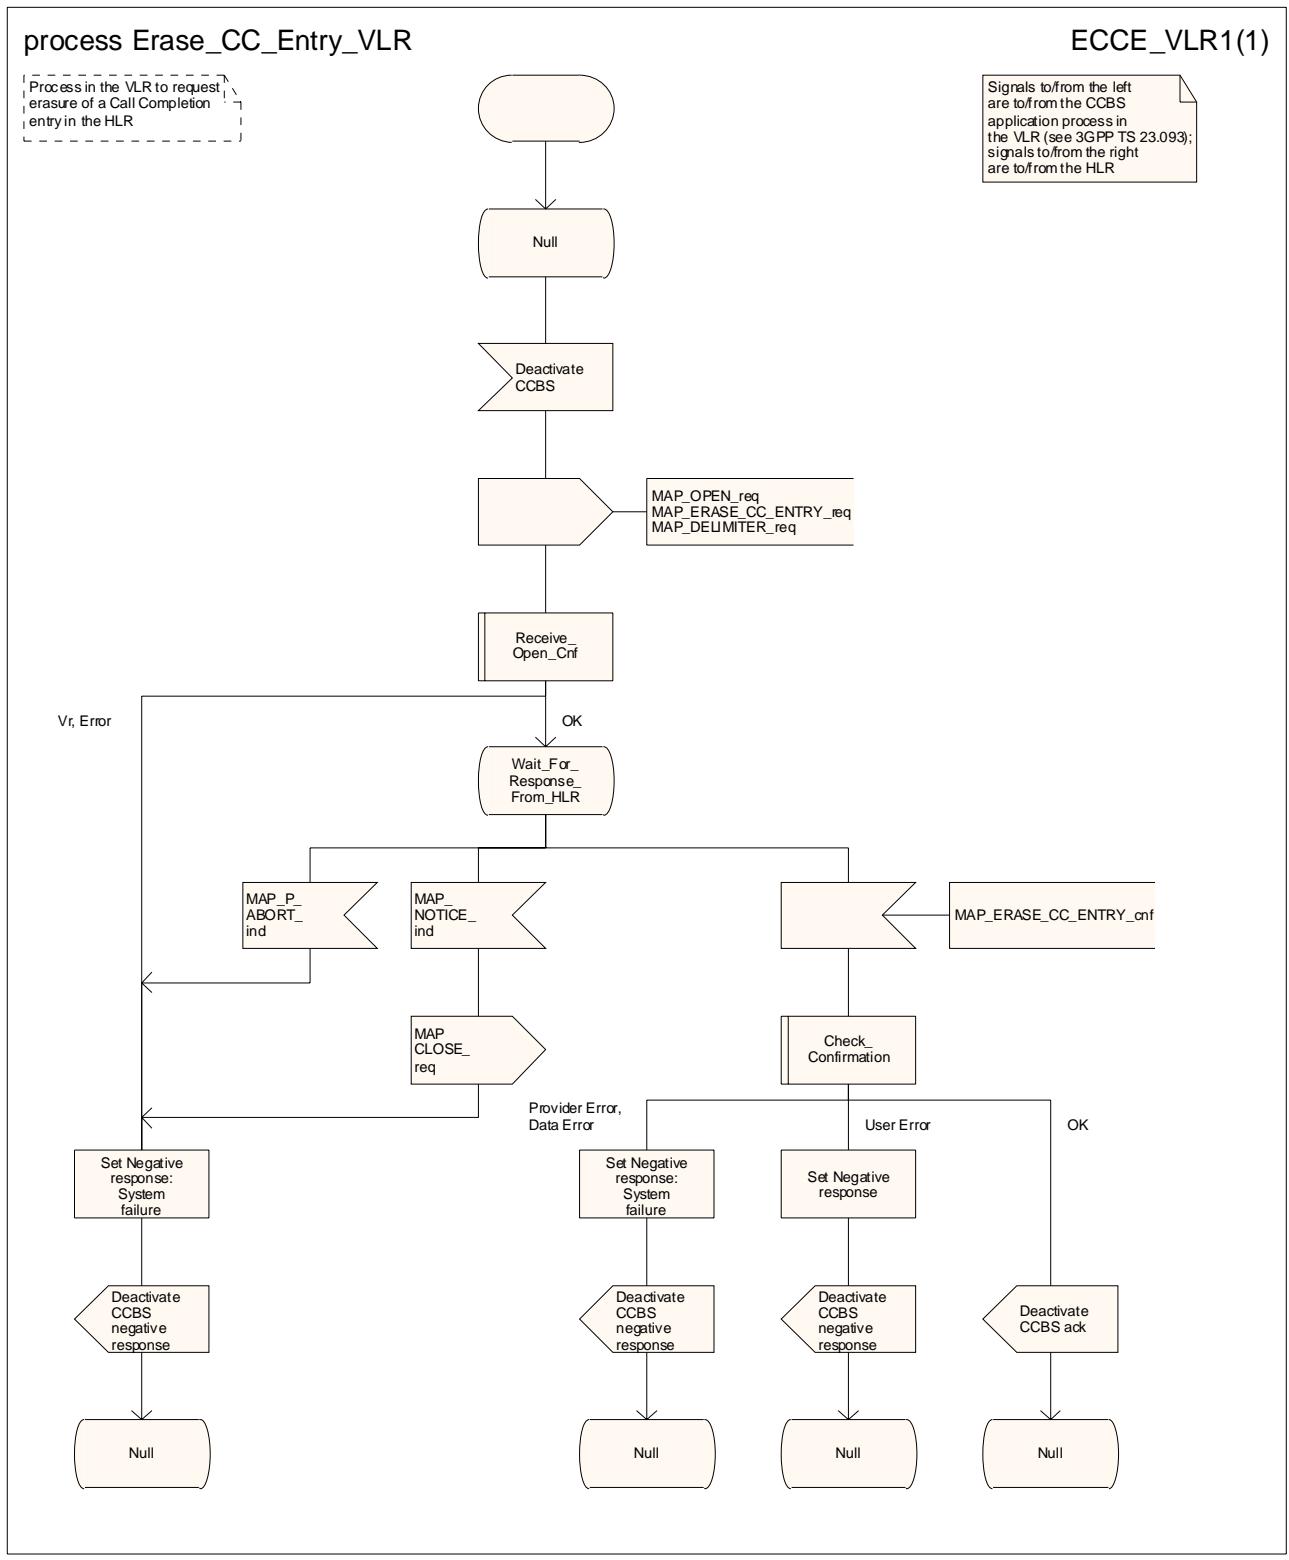 process Erase_CC_Entry_VLR
ECCE_VLR1(1)
Process in the VLR to request
erasure of a Call Completion
entry in the HLR
Signals to/from the left
are to/from the CCBS
application process in
the VLR (see 3GPP TS 23.093);
signals to/from the right
are to/from the HLR
Null
Deactivate
CCBS
MAP_OPEN_req
MAP_ERASE_CC_ENTRY_req
MAP_DELIMITER_req
Receive_
Open_Cnf
Vr, Error
OK
Wait_For_
Response_
From_HLR
MAP_P_
ABORT_
ind
MAP_
NOTICE_
ind
MAP_ERASE_CC_ENTRY_cnf
MAP
CLOSE_
req
Check_
Confirmation
Provider Error,
Data Error
User Error
OK
Set Negative
response:
System
failure
Set Negative
response:
System
failure
Set Negative
response
Deactivate
CCBS
negative
response
Deactivate
CCBS
negative
response
Deactivate
CCBS
negative
response
Deactivate
CCBS ack
Null
Null
Null
Null